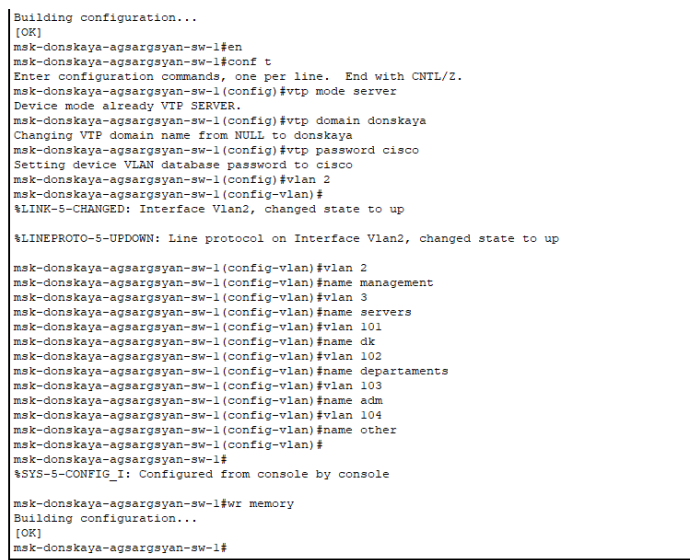 Building configuration...
[OK]
msk-donskaya-agsargsyan-sw-1#en
msk-donskaya-agsargsyan-sw-1#conf t
Enter configuration commands, one per line.  End with CNTL/Z.
msk-donskaya-agsargsyan-sw-1(config)#vtp mode server
Device mode already VTP SERVER.
msk-donskaya-agsargsyan-sw-1(config)#vtp domain donskaya
Changing VTP domain name from NULL to donskaya
msk-donskaya-agsargsyan-sw-1(config)#vtp password cisco
Setting device VLAN database password to cisco
msk-donskaya-agsargsyan-sw-1(config)#vlan 2
msk-donskaya-agsargsyan-sw-1(config-vlan)#
%LINK-5-CHANGED: Interface Vlan2, changed state to up
%LINEPROTO-5-UPDOWN: Line protocol on Interface Vlan2, changed state to up
msk-donskaya-agsargsyan-sw-1(config-vlan)#vlan 2
msk-donskaya-agsargsyan-sw-1(config-vlan)#name management
msk-donskaya-agsargsyan-sw-1(config-vlan)#vlan 3
msk-donskaya-agsargsyan-sw-1(config-vlan)#name servers
msk-donskaya-agsargsyan-sw-1(config-vlan)#vlan 101
msk-donskaya-agsargsyan-sw-1(config-vlan)#name dk
msk-donskaya-agsargsyan-sw-1(config-vlan)#vlan 102
msk-donskaya-agsargsyan-sw-1(config-vlan)#name departaments
msk-donskaya-agsargsyan-sw-1(config-vlan)#vlan 103
msk-donskaya-agsargsyan-sw-1(config-vlan)#name adm
msk-donskaya-agsargsyan-sw-1(config-vlan)#vlan 104
msk-donskaya-agsargsyan-sw-1(config-vlan)#name other
msk-donskaya-agsargsyan-sw-1(config-vlan)#
msk-donskaya-agsargsyan-sw-1#
%SYS-5-CONFIG_I: Configured from console by console
msk-donskaya-agsargsyan-sw-1#wr memory
Building configuration...
[OK]
msk-donskaya-agsargsyan-sw-1#